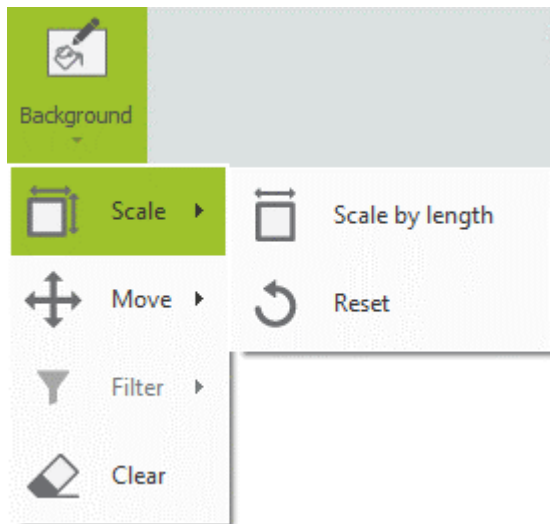 Background
Scale
Scale by length
Move
Reset
Filter
Clear